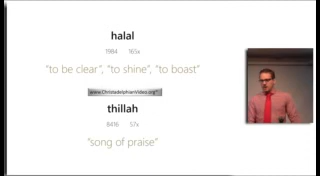 halal
1984 165x
"to be clear", "to shine", "to boast"
www.ChristadelphianVideo.org
thillah
8416 57x
"song of praise"